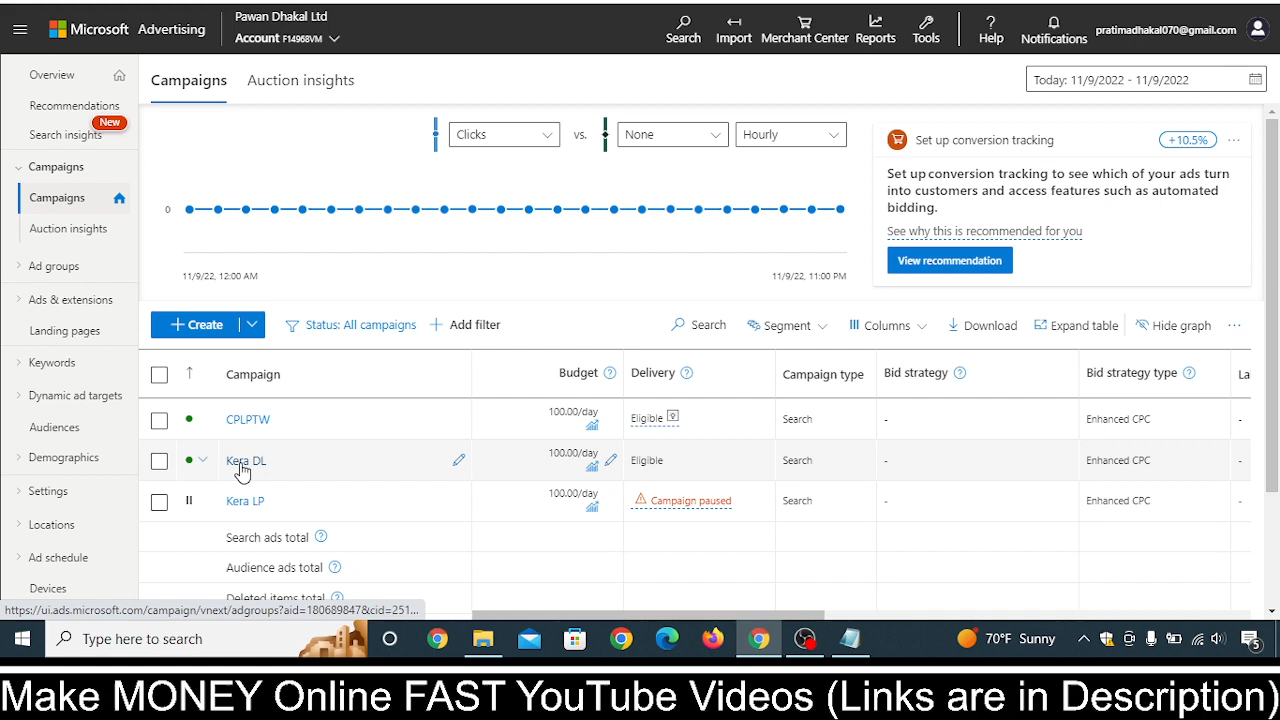 Microsoft Advertising
Pawan Dhakal Ltd
Account F14968VM
Search
Import
Merchant Center
Reports
Tools
Help
Notifications
pratimadhakal070@gmail.com
Overview
Recommendations
New
Search insights
Campaigns
Campaigns
Auction insights
Ad groups
Ads & extensions
Landing pages
Keywords
Dynamic ad targets
Audiences
Demographics
Settings
Locations
Ad schedule
Devices
Campaigns
Auction insights
Today: 11/9/2022 - 11/9/2022
Clicks
vs.
None
Hourly
0
11/9/22, 12:00 AM
11/9/22, 11:00 PM
Set up conversion tracking
+10.5%
Set up conversion tracking to see which of your ads turn
into customers and access features such as automated
bidding.
See why this is recommended for you
View recommendation
+ Create
Status: All campaigns
+ Add filter
Search
Segment
Columns
Download
Expand table
Hide graph
Campaign
Budget
Delivery
Campaign type
Bid strategy
Bid strategy type
La
CPLPTW
100.00/day
Eligible
Search
-
Enhanced CPC
-
Kera DL
100.00/day
Eligible
Search
-
Enhanced CPC
-
Kera LP
100.00/day
Campaign paused
Search
-
Enhanced CPC
-
Search ads total
Audience ads total
Deleted items total
https://ui.ads.microsoft.com/campaign/vnext/adgroups?aid=180689847&cid=251...
Type here to search
70°F Sunny
5
Make MONEY Online FAST YouTube Videos (Links are in Description)